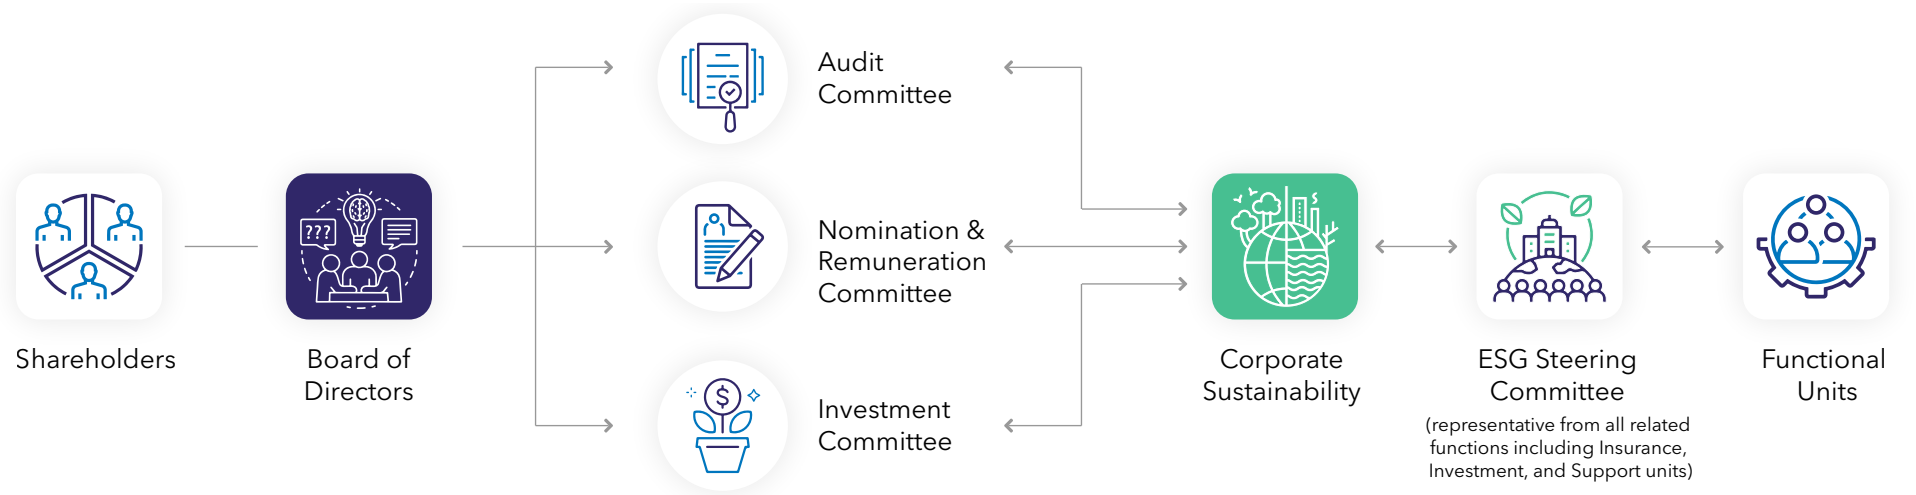 Shareholders
Board of
Directors
???
Audit
Committee
Nomination &
Remuneration
Committee
$
Investment
Committee
Corporate
Sustainability
ESG Steering
Committee
(representative from all related
functions including Insurance,
Investment, and Support units)
Functional
Units